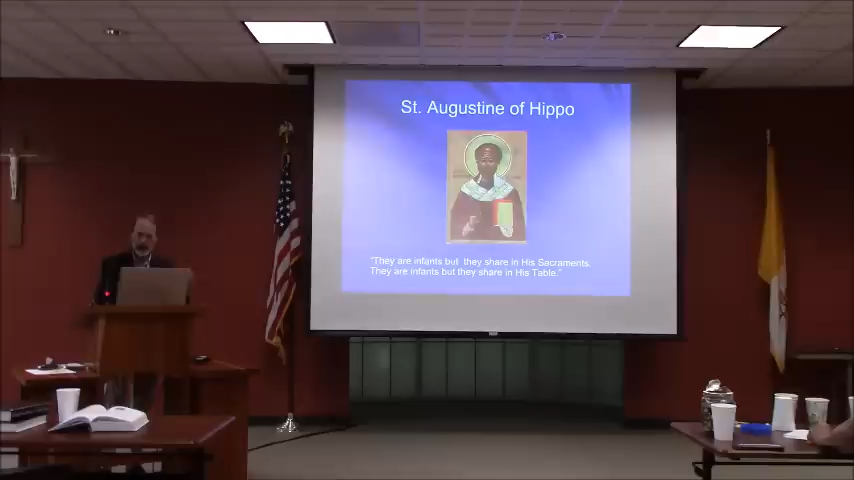 St. Augustine of Hippo
"They are infants but they share in His Sacraments.
They are infants but they share in His Table."